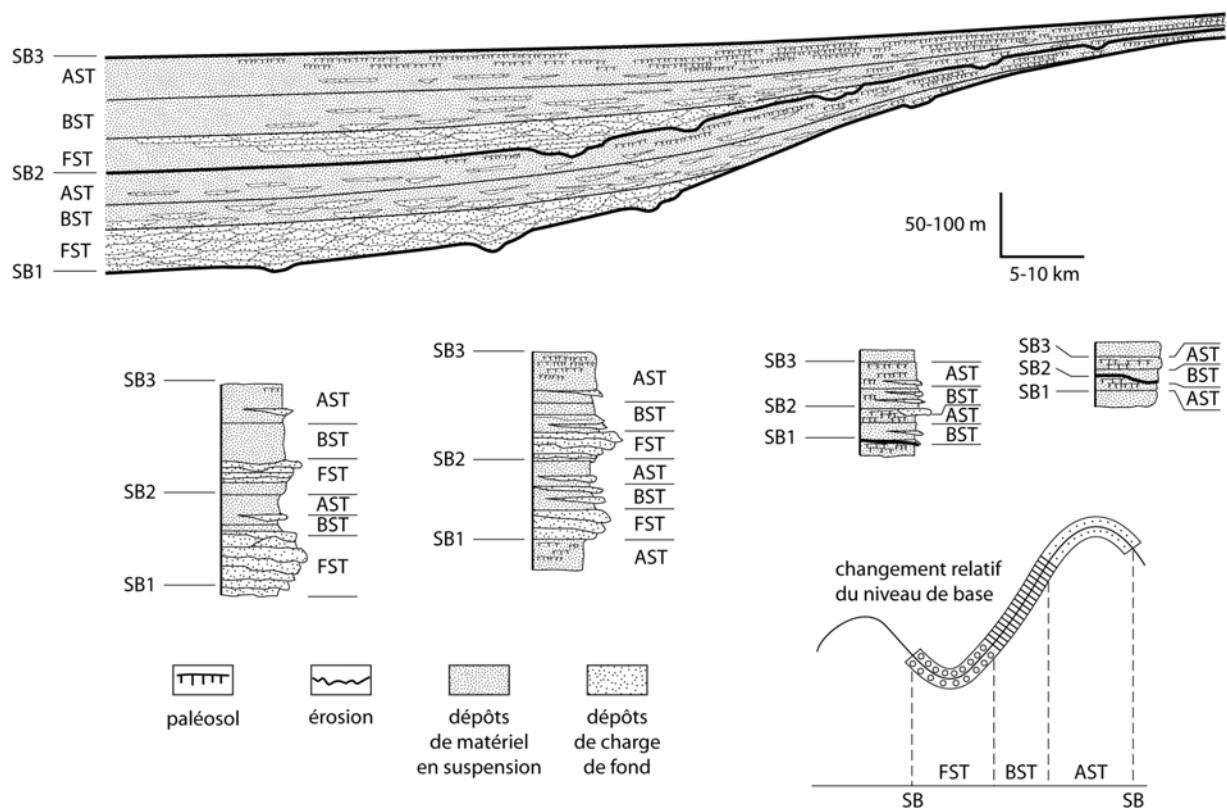 SB3
AST
BST
FST
SB2
AST
BST
FST
SB1
50-100 m
5-10 km
SB3
AST
BST
FST
SB2
AST
BST
FST
SB1
SB3
AST
BST
FST
SB2
AST
BST
FST
SB1
AST
SB3
AST
BST
SB2
AST
BST
SB1
SB3
AST
SB2
BST
SB1
AST
changement relatif
du niveau de base
FST
BST
AST
SB
SB
paléosol
érosion
dépôts
de matériel
en suspension
dépôts
de charge
de fond